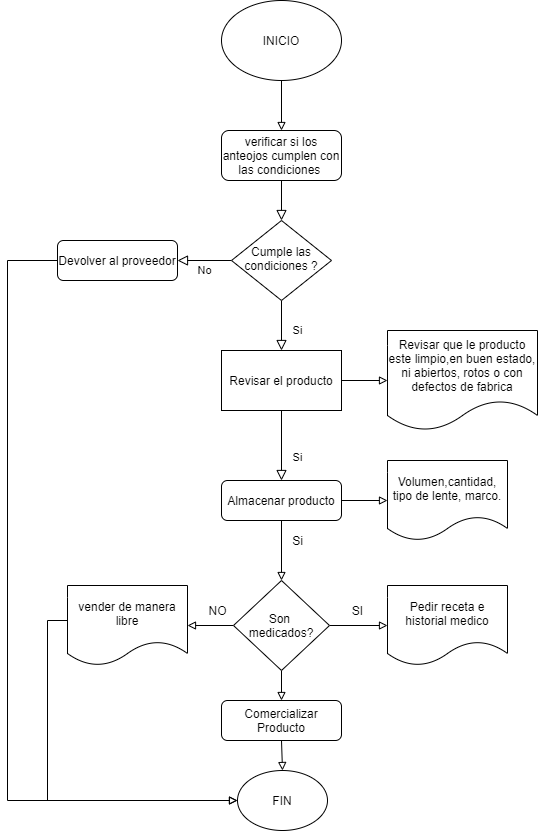 INICIO
verificar si los
anteojos cumplen con
las condiciones
Cumple las
condiciones ?
No
Devolver al proveedor
Si
Revisar el producto
Revisar que le producto
este limpio,en buen estado,
ni abiertos, rotos o con
defectos de fabrica
Si
Almacenar producto
Volumen,cantidad,
tipo de lente, marco.
Si
Son
medicados?
NO
vender de manera
libre
SI
Pedir receta e
historial medico
Comercializar
Producto
FIN